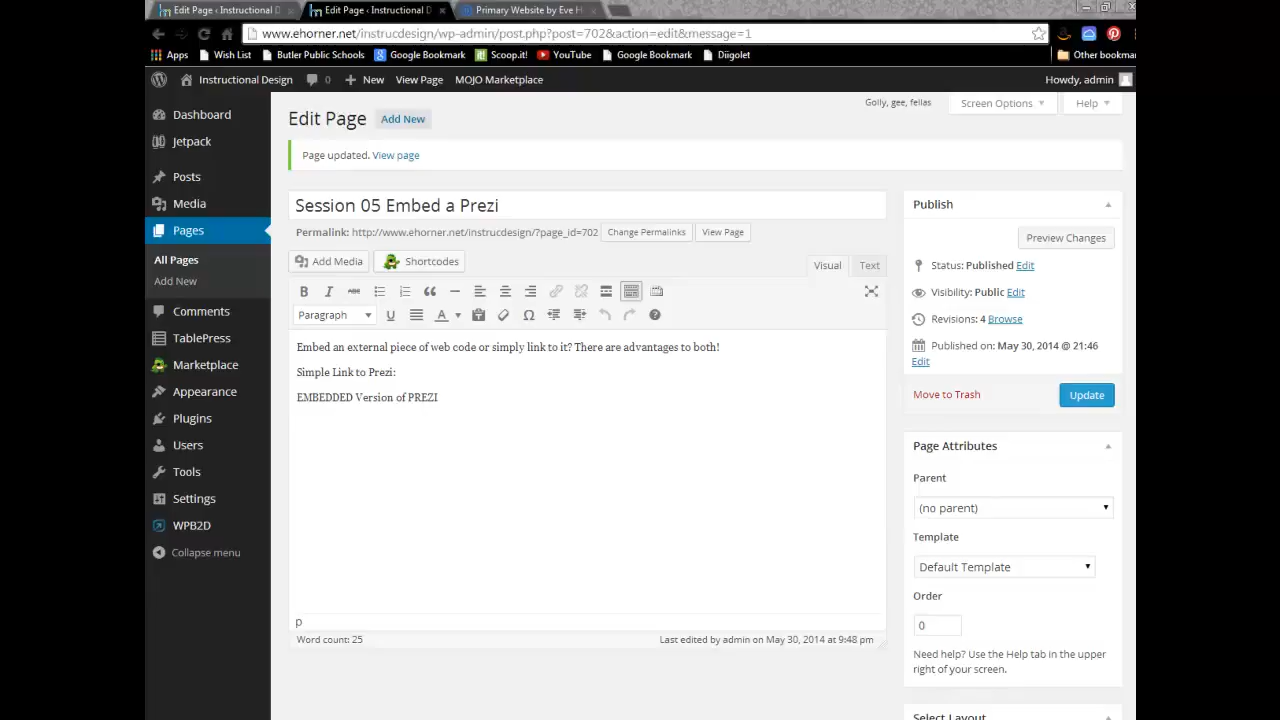 Edit Page ‹ Instructional D
Edit Page ‹ Instructional D
Primary Website by Eve H
www.ehorner.net/instrucdesign/wp-admin/post.php?post=702&action=edit&message=1
Apps Wish List Butler Public Schools Google Bookmark Scoop.it! YouTube Google Bookmark Diigolet Other bookmar
Instructional Design 0 New View Page MOJO Marketplace Howdy, admin
Dashboard
Jetpack
Posts
Media
Pages
All Pages
Add New
Comments
TablePress
Marketplace
Appearance
Plugins
Users
Tools
Settings
WPB2D
Collapse menu
Golly, gee, fellas
Screen Options
Help
Edit Page Add New
Page updated. View page
Session 05 Embed a Prezi
Permalink: http://www.ehorner.net/instrucdesign/?page_id=702 Change Permalinks View Page
Add Media Shortcodes
Visual Text
B I ABC
Paragraph U A Ω
Embed an external piece of web code or simply link to it? There are advantages to both!
Simple Link to Prezi:
EMBEDDED Version of PREZI
p
Word count: 25 Last edited by admin on May 30, 2014 at 9:48 pm
Publish
Preview Changes
Status: Published Edit
Visibility: Public Edit
Revisions: 4 Browse
Published on: May 30, 2014 @ 21:46
Edit
Move to Trash Update
Page Attributes
Parent
(no parent)
Template
Default Template
Order
0
Need help? Use the Help tab in the upper
right of your screen.
Select Layout